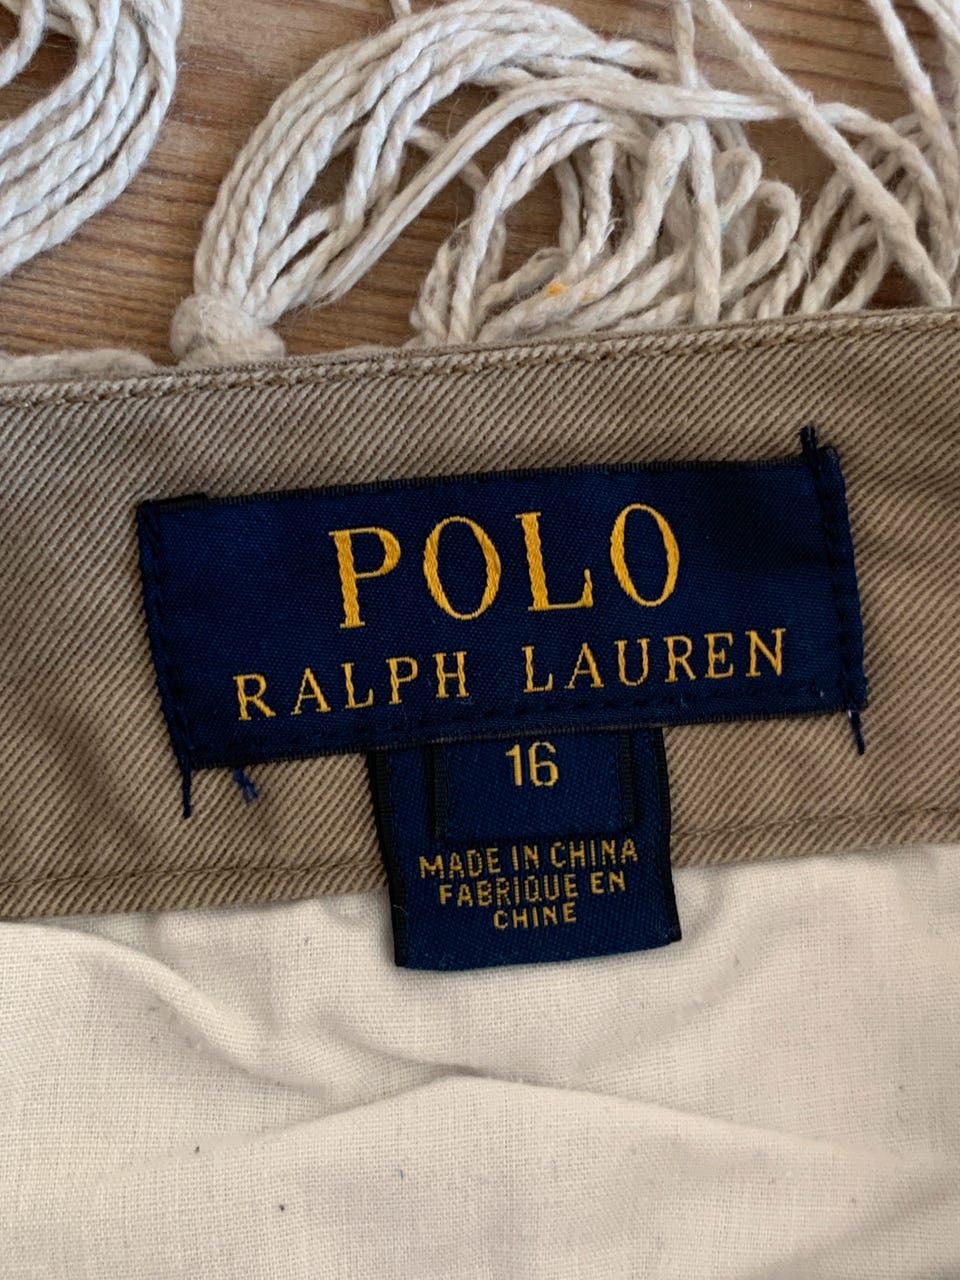 POLO
RALPH LAUREN
16
MADE IN CHINA
FABRIQUE EN
CHINE